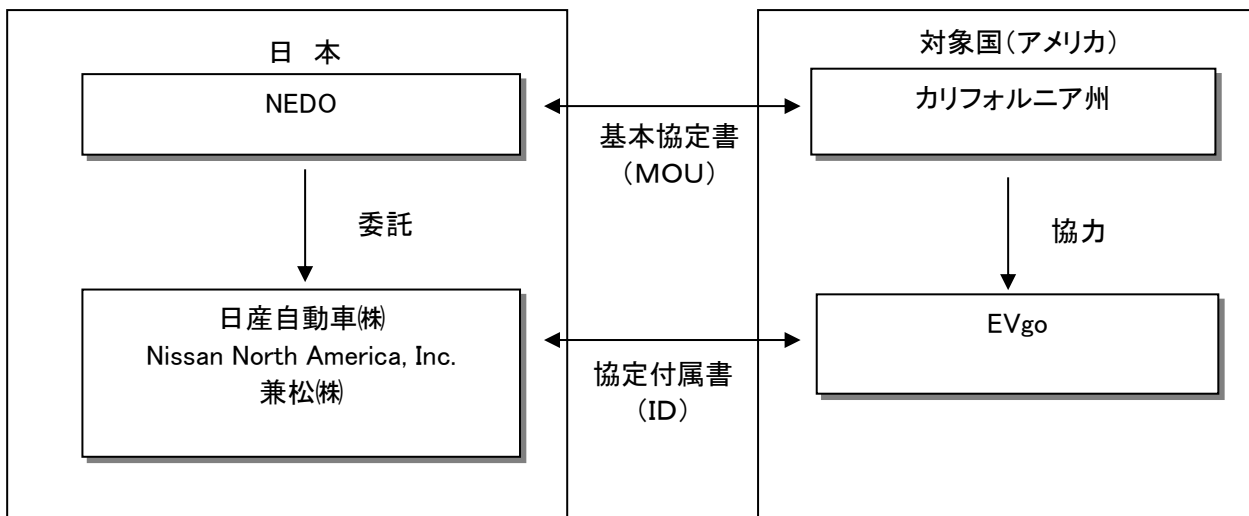 日 本
NEDO
対象国(アメリカ)
カリフォルニア州
基本協定書
(MOU)
委託
協力
日産自動車㈱
Nissan North America, Inc.
兼松㈱
EVgo
協定付属書
(ID)